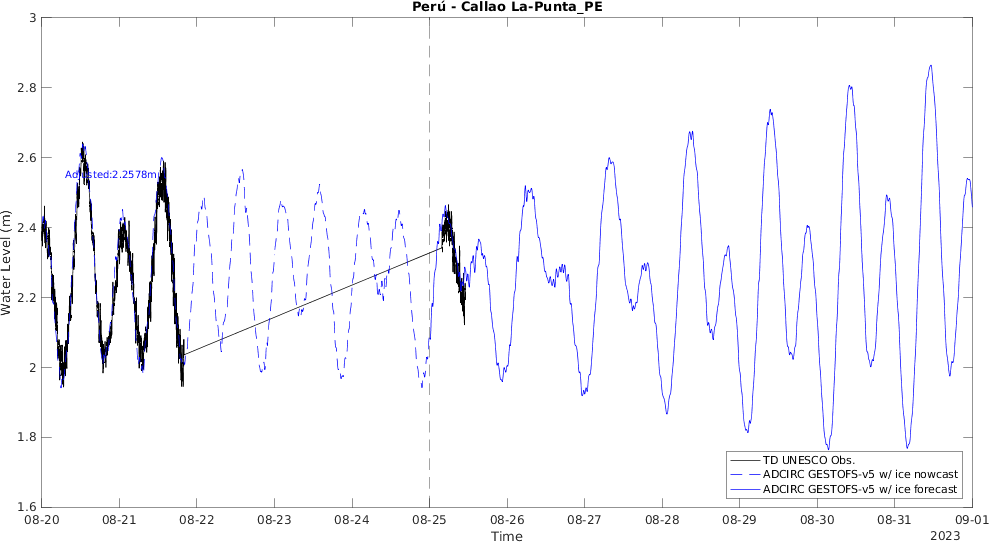 Perú - Callao La-Punta_PE
3
2.8
2.6
2.4
2.2
2
1.8
1.6
Water Level (m)
Adjusted:2.2578m
TD UNESCO Obs.
ADCIRC GESTOFS-v5 w/ ice nowcast
ADCIRC GESTOFS-v5 w/ ice forecast
08-20 08-21 08-22 08-23 08-24 08-25 08-26 08-27 08-28 08-29 08-30 08-31 09-01
Time
2023